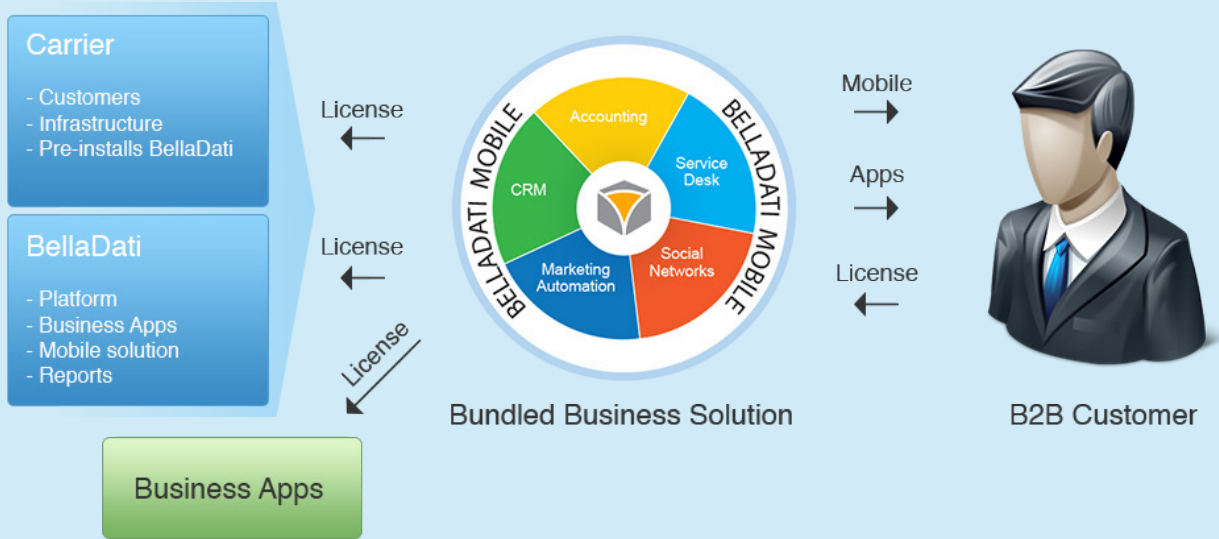 Carrier
- Customers
- Infrastructure
- Pre-installs BellaDati
BellaDati
- Platform
- Business Apps
- Mobile solution
- Reports
Business Apps
License
License
License
BELLADATI MOBILE
BELLADATI MOBILE
Accounting
Service
Desk
Social
Networks
Marketing
Automation
CRM
Bundled Business Solution
Mobile
Apps
License
B2B Customer